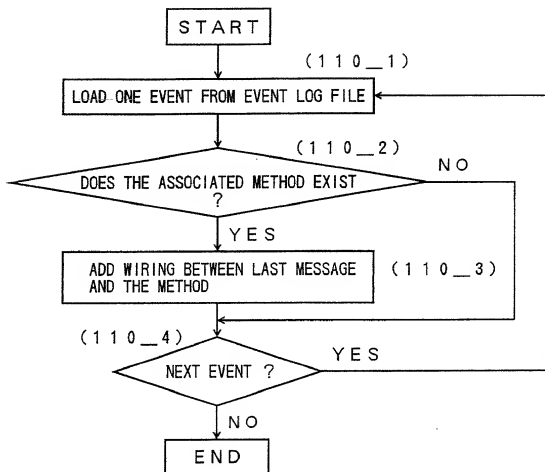 START
(110_1)
LOAD ONE EVENT FROM EVENT LOG FILE
(110_2)
NO
DOES THE ASSOCIATED METHOD EXIST
?
YES
ADD WIRING BETWEEN LAST MESSAGE
AND THE METHOD
(110_3)
(110_4)
YES
NEXT EVENT ?
NO
END